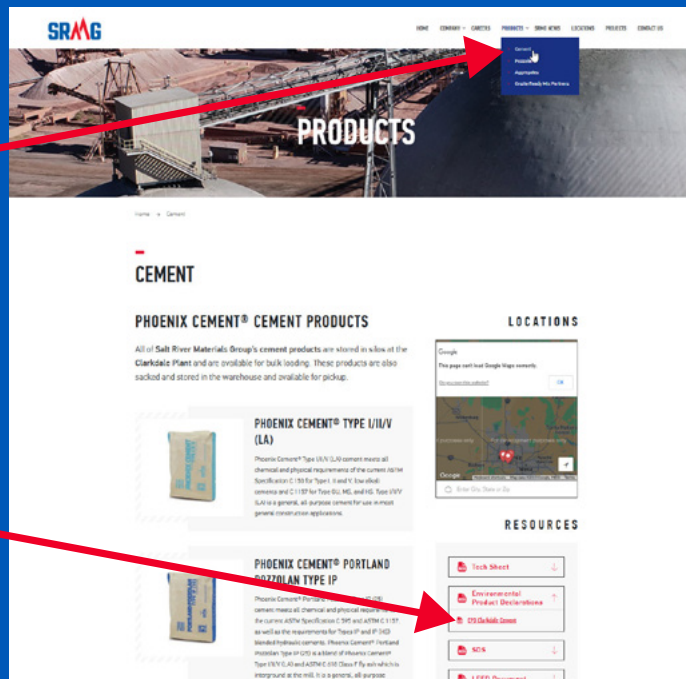 SRMG
HOME COMPANY CAREERS PRODUCTS SRMG NEWS LOCATIONS PROJECTS CONTACT US
Cement
Pozzolan
Aggregates
PRODUCTS
Home → Cement
CEMENT
PHOENIX CEMENT® CEMENT PRODUCTS
All of Salt River Materials Group's cement products are stored in silos at the
Clarkdale Plant and are available for bulk loading. These products are also
sacked and stored in the warehouse and available for pickup.
PHOENIX CEMENT® TYPE I/II/V
(LA)
Phoenix Cement® Type I/II/V (LA) cement meets all
chemical and physical requirements of the current ASTM
Specification C 150 for Type I, II and V, low alkali
cements and C 1157 for Type GU, MS, and HS. Type I/II/V
(LA) is a general, all-purpose cement for use in most
general construction applications.
PHOENIX CEMENT® PORTLAND
POZZOLAN TYPE IP
Phoenix Cement® Portland
cement meets all chemical and physical
the current ASTM Specification C 595 and ASTM C 1157
as well as the requirements for Types IP and IP
blended hydraulic cements. Phoenix Cement® Portland
Pozzolan Type IP (25) is a blend of Phoenix Cement®
Type I/II/V (LA) and ASTM C 618 Class F fly ash which is
interground at the mill. It is a general, all purpose
LOCATIONS
Google
This page can't load Google Maps correctly.
Do you own this website?
OK
Google
Enter City, State or Zip
RESOURCES
Tech Sheet
Environmental
Product Declarations
EPD Clarkdale Cement
SDS
LEED Document